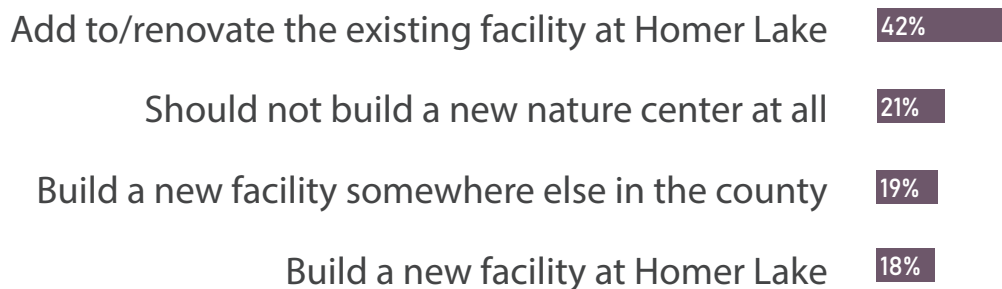 Add to/renovate the existing facility at Homer Lake 42%
Should not build a new nature center at all 21%
Build a new facility somewhere else in the county 19%
Build a new facility at Homer Lake 18%